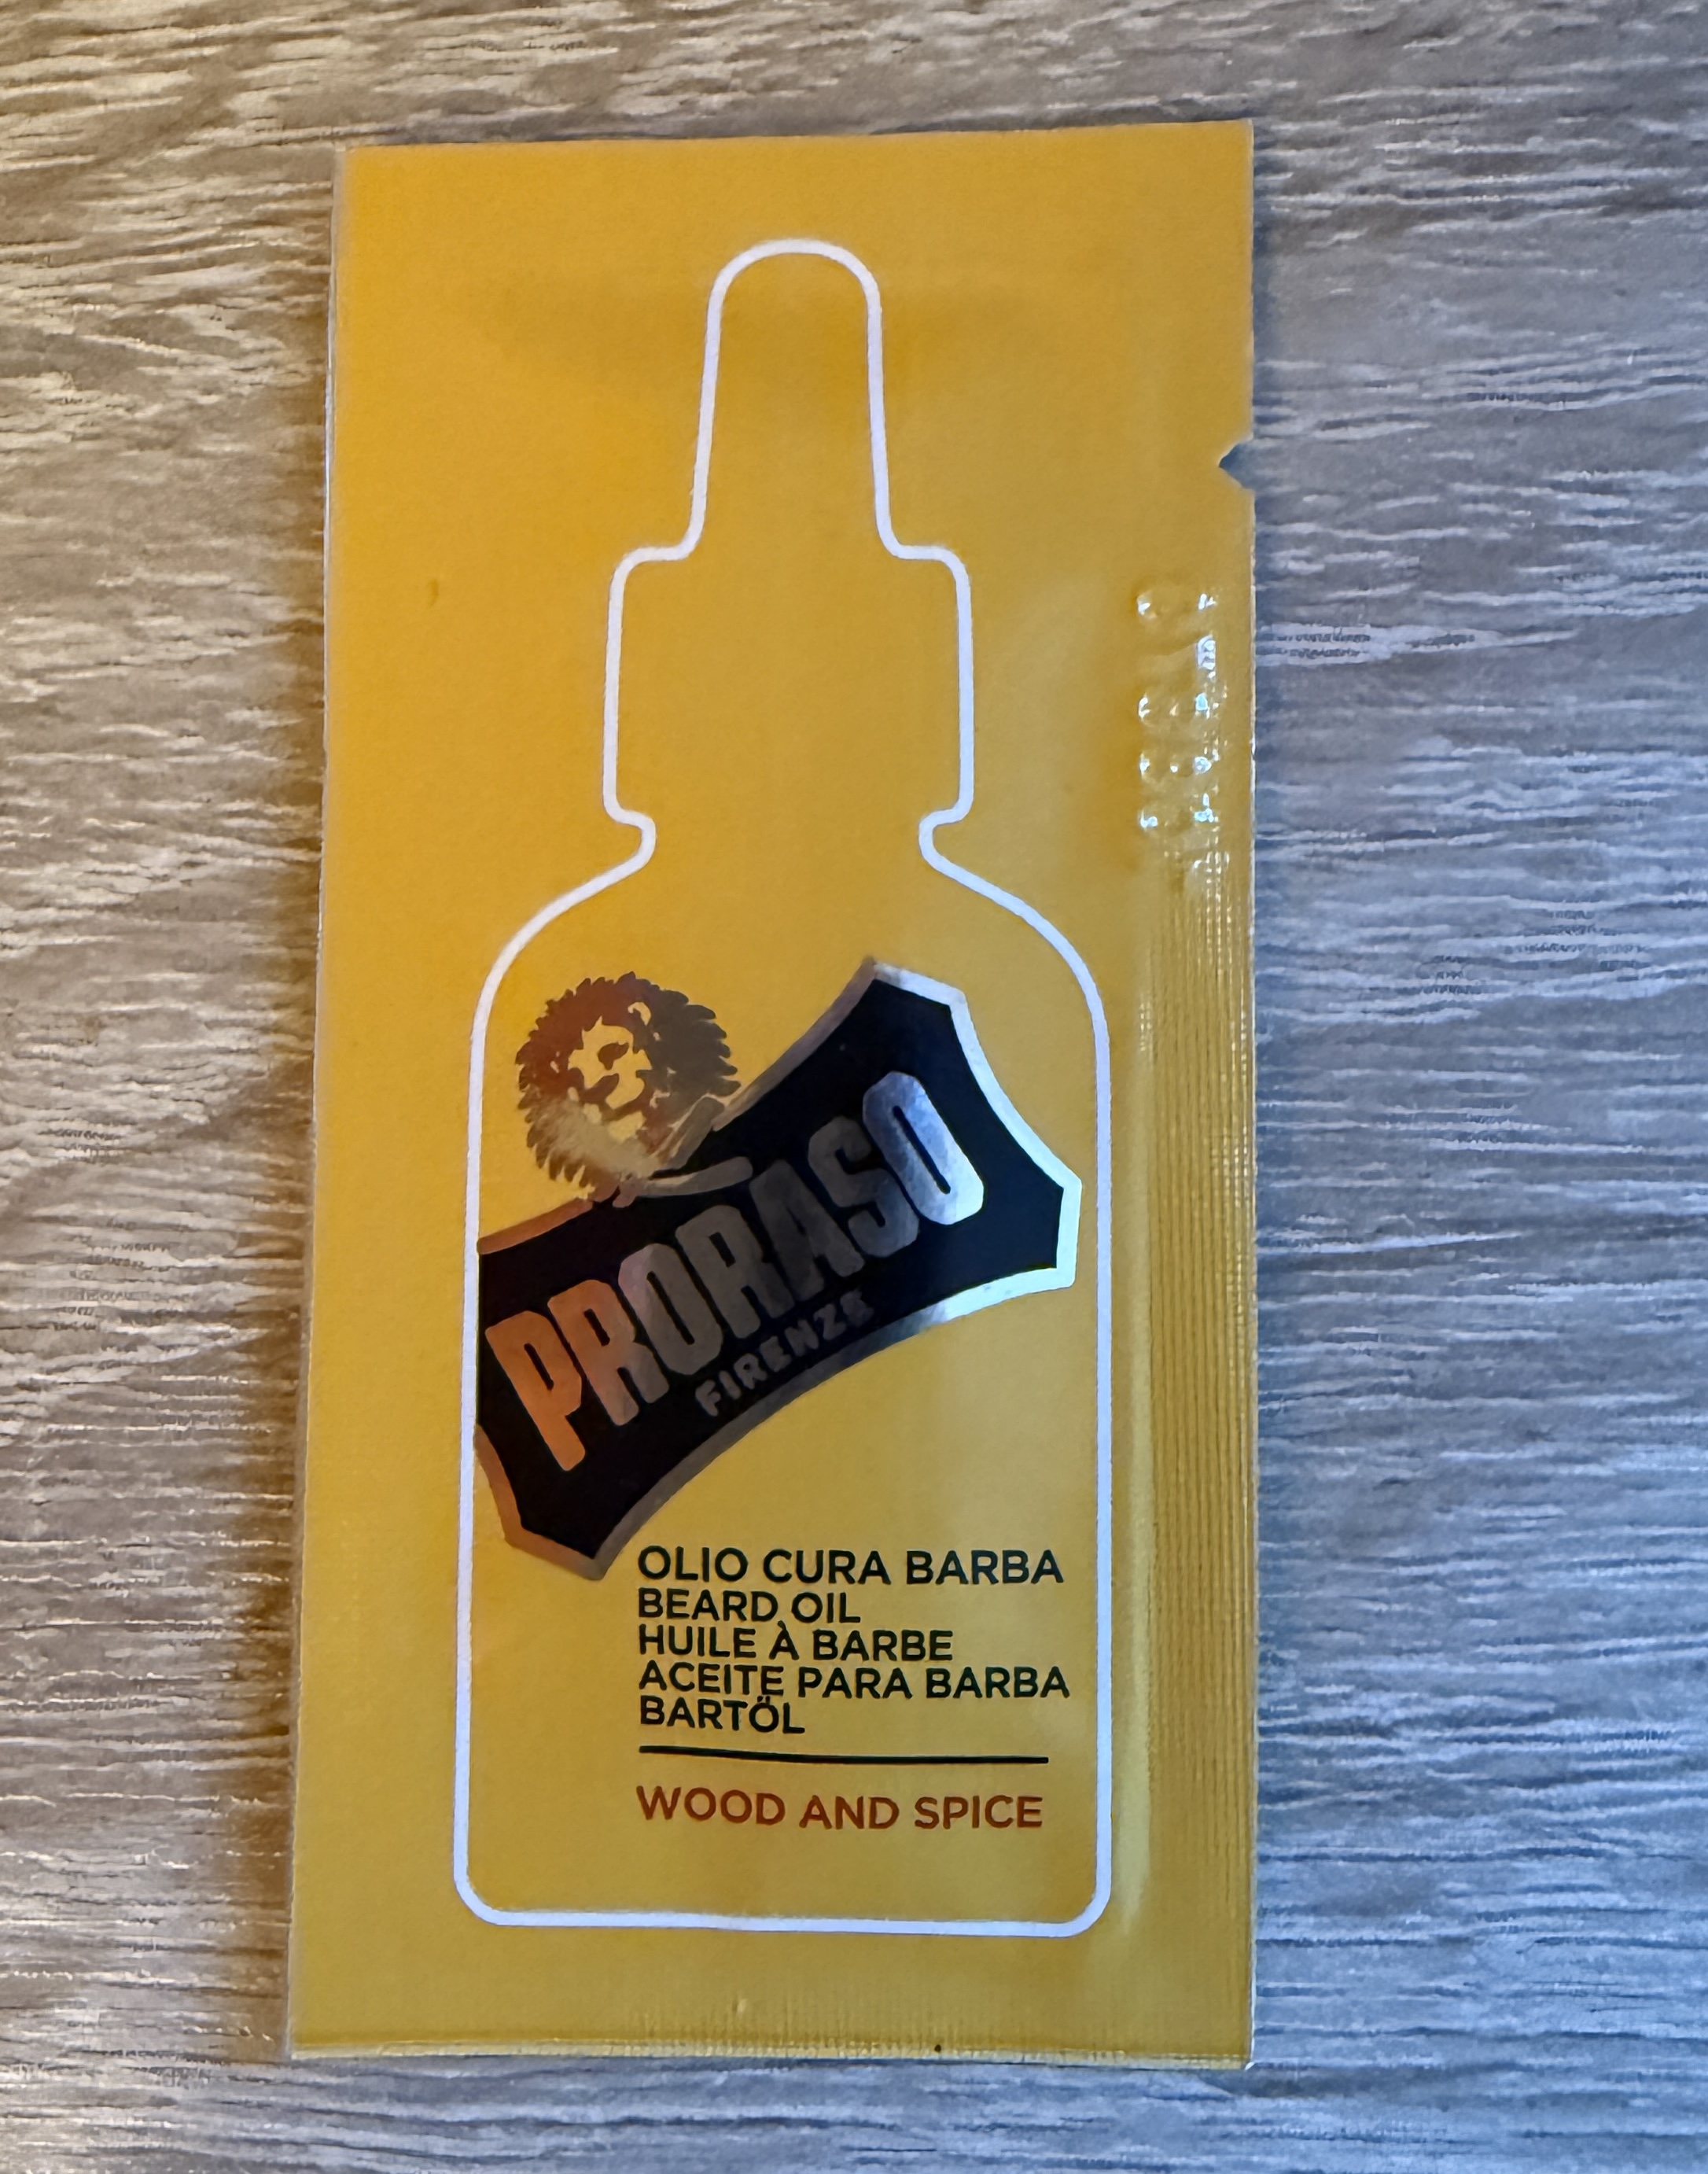 PRORASO
FIRENZE
OLIO CURA BARBA
BEARD OIL
HUILE À BARBE
ACEITE PARA BARBA
BARTÖL
WOOD AND SPICE